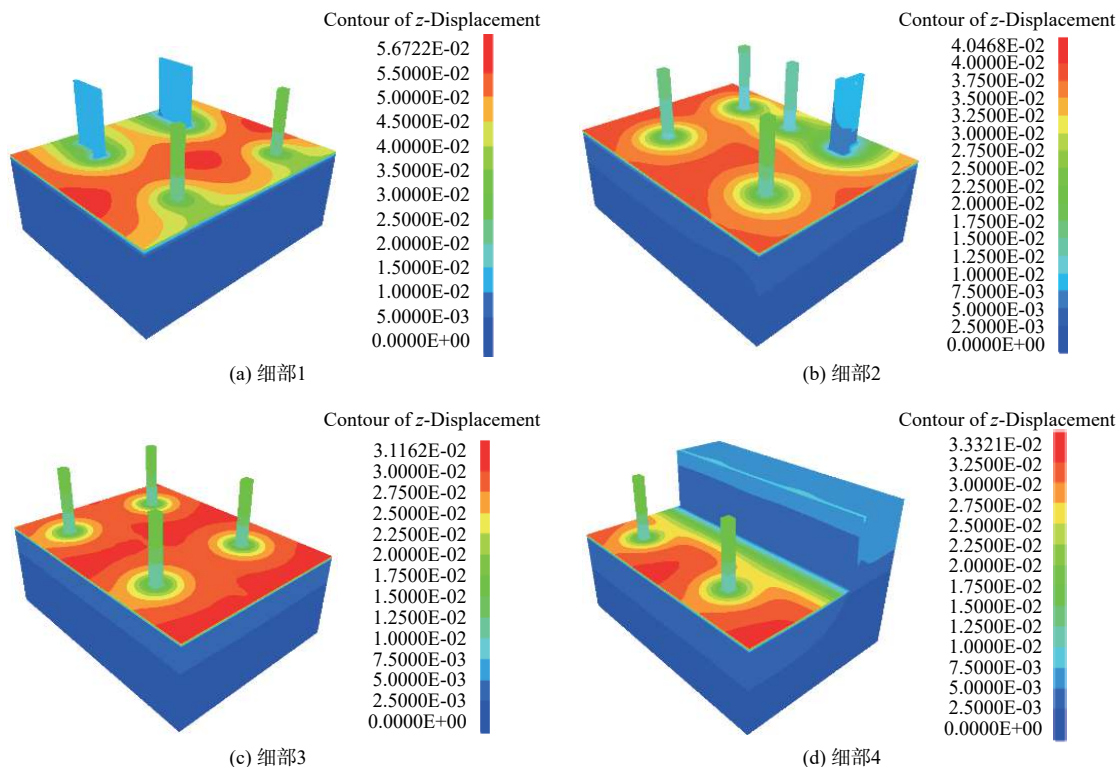 Contour of z-Displacement
5.6722E-02
5.5000E-02
5.0000E-02
4.5000E-02
4.0000E-02
3.5000E-02
3.0000E-02
2.5000E-02
2.0000E-02
1.5000E-02
1.0000E-02
5.0000E-03
0.0000E+00
(a) 细部1
Contour of z-Displacement
4.0468E-02
4.0000E-02
3.7500E-02
3.5000E-02
3.2500E-02
3.0000E-02
2.7500E-02
2.5000E-02
2.2500E-02
2.0000E-02
1.7500E-02
1.5000E-02
1.2500E-02
1.0000E-02
7.5000E-03
5.0000E-03
2.5000E-03
0.0000E+00
(b) 细部2
Contour of z-Displacement
3.1162E-02
3.0000E-02
2.7500E-02
2.5000E-02
2.2500E-02
2.0000E-02
1.7500E-02
1.5000E-02
1.2500E-02
1.0000E-02
7.5000E-03
5.0000E-03
2.5000E-03
0.0000E+00
(c) 细部3
Contour of z-Displacement
3.3321E-02
3.2500E-02
3.0000E-02
2.7500E-02
2.5000E-02
2.2500E-02
2.0000E-02
1.7500E-02
1.5000E-02
1.2500E-02
1.0000E-02
7.5000E-03
5.0000E-03
2.5000E-03
0.0000E+00
(d) 细部4